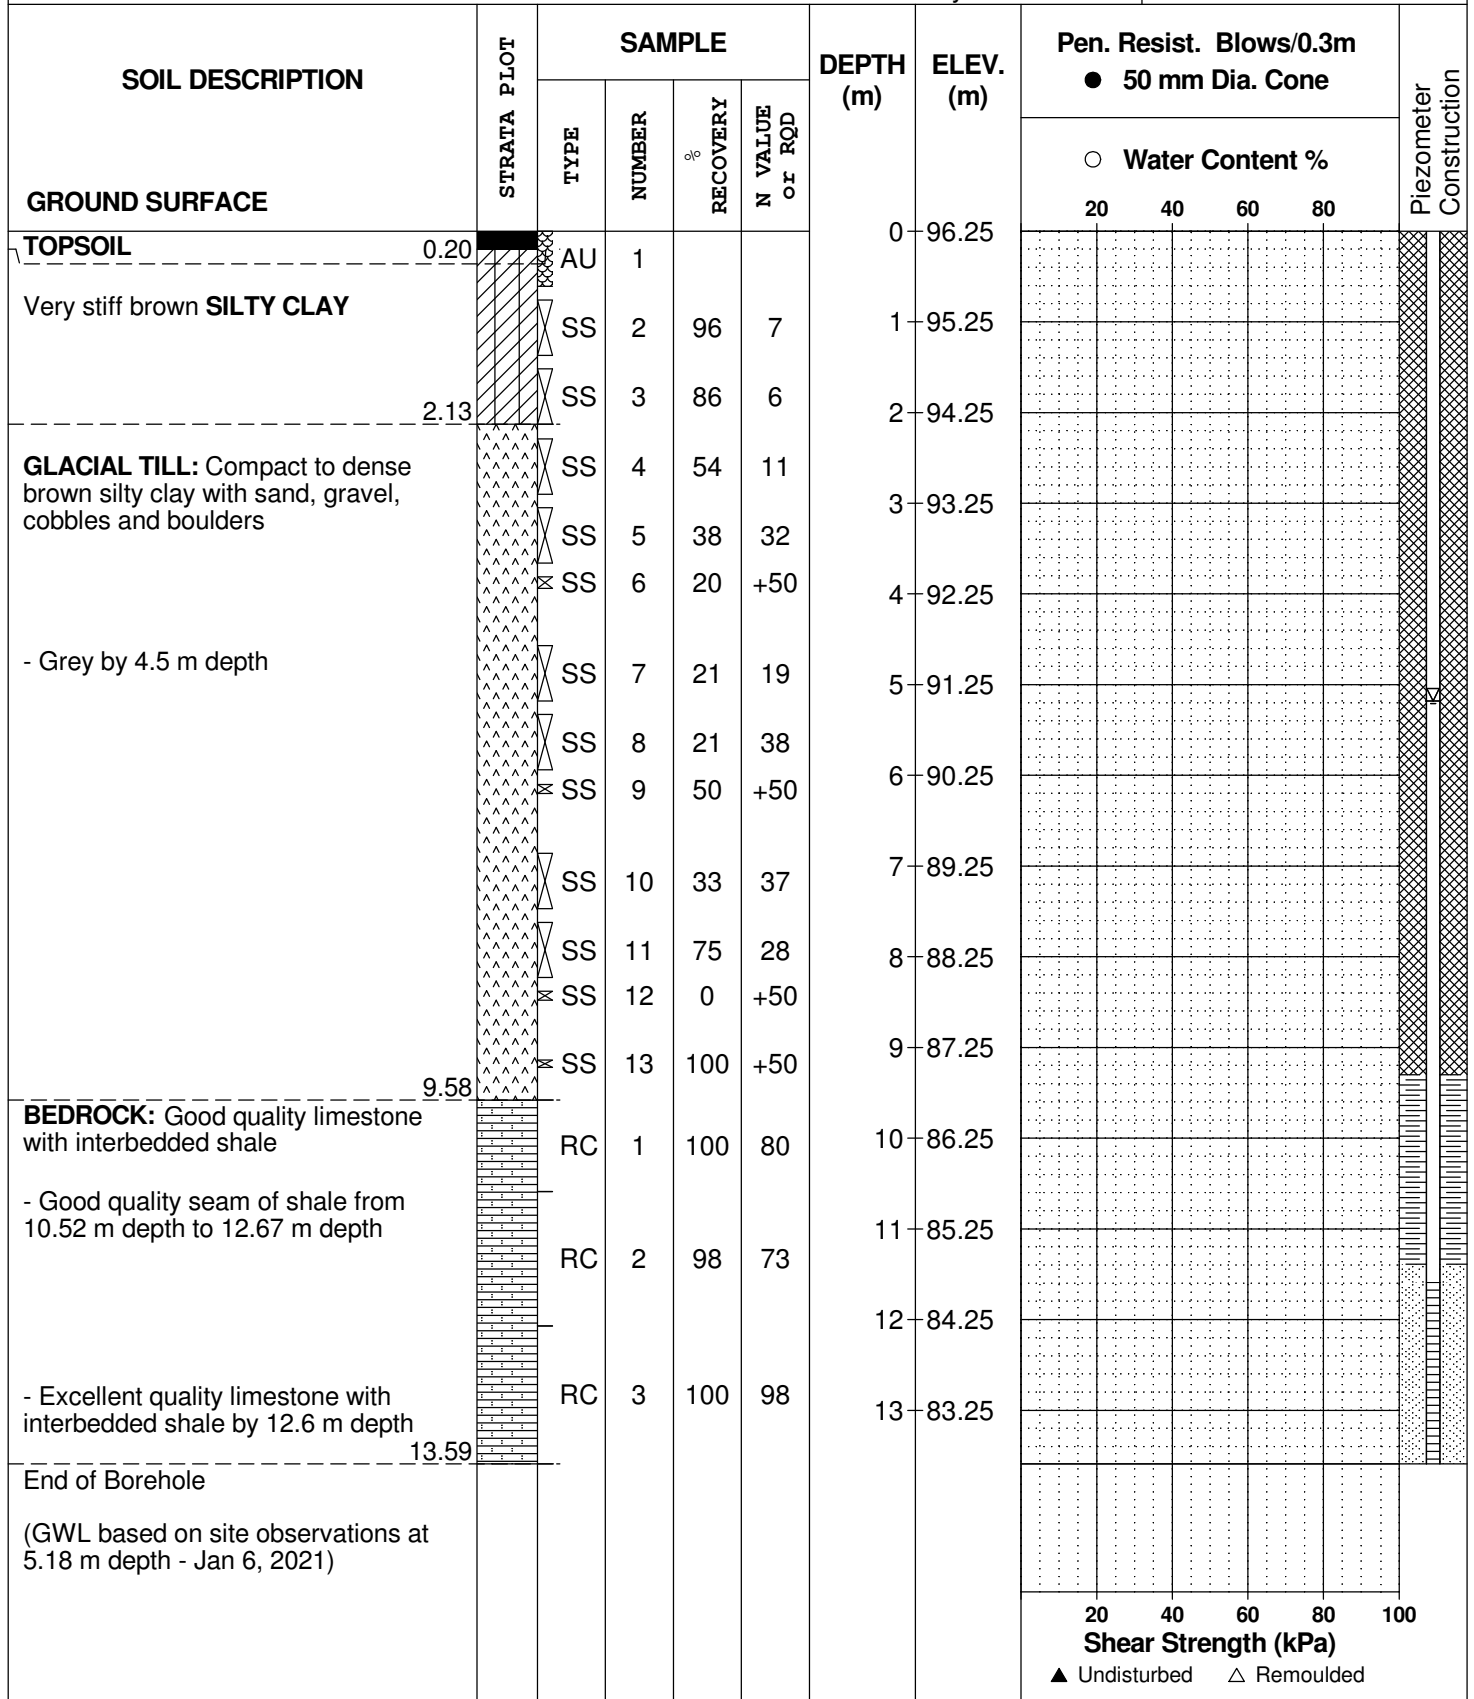 SOIL DESCRIPTION
GROUND SURFACE
STRATA PLOT
SAMPLE
TYPE
NUMBER
%
RECOVERY
N VALUE
or RQD
DEPTH
(m)
ELEV.
(m)
Pen. Resist. Blows/0.3m
● 50 mm Dia. Cone
○ Water Content %
20 40 60 80
Piezometer
Construction
0 96.25
TOPSOIL 0.20
AU 1
Very stiff brown SILTY CLAY
SS 2 96 7
1 95.25
SS 3 86 6
2.13
2 94.25
GLACIAL TILL: Compact to dense
brown silty clay with sand, gravel,
cobbles and boulders
SS 4 54 11
3 93.25
SS 5 38 32
SS 6 20 +50
4 92.25
- Grey by 4.5 m depth
SS 7 21 19
5 91.25
SS 8 21 38
6 90.25
SS 9 50 +50
7 89.25
SS 10 33 37
SS 11 75 28
8 88.25
SS 12 0 +50
9 87.25
SS 13 100 +50
9.58
BEDROCK: Good quality limestone
with interbedded shale
RC 1 100 80
10 86.25
- Good quality seam of shale from
10.52 m depth to 12.67 m depth
11 85.25
RC 2 98 73
12 84.25
- Excellent quality limestone with
interbedded shale by 12.6 m depth
RC 3 100 98
13 83.25
13.59
End of Borehole
(GWL based on site observations at
5.18 m depth - Jan 6, 2021)
20 40 60 80 100
Shear Strength (kPa)
▲ Undisturbed △ Remoulded